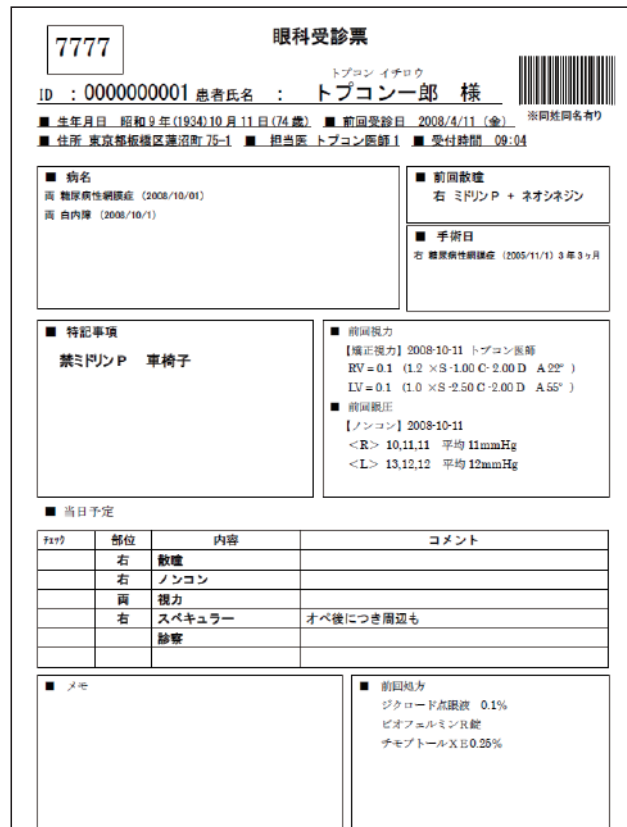 7777
眼科受診票
トプコン イチロウ
ID : 0000000001 患者氏名 : トプコン一郎 様
※同姓同名有り
■ 生年月日 昭和9年(1934)10月11日(74歳) ■ 前回受診日 2008/4/11 (金)
■ 住所 東京都板橋区蓮沼町75-1 ■ 担当医 トプコン医師1 ■ 受付時間 09:04
■ 病名
両 糖尿病性網膜症 (2008/10/01)
両 白内障 (2008/10/1)
■ 前回散瞳
右 ミドリンP + ネオシネジン
■ 手術日
右 糖尿病性網膜症 (2005/11/1) 3年3ヶ月
■ 特記事項
禁ミドリンP 車椅子
■ 前回視力
【矯正視力】2008-10-11 トプコン医師
RV=0.1 (1.2 ×S-1.00 C-2.00 D A22° )
LV=0.1 (1.0 ×S-2.50 C-2.00 D A55° )
■ 前回眼圧
【ノンコン】2008-10-11
<R> 10,11,11 平均11mmHg
<L> 13,12,12 平均12mmHg
■ 当日予定
ﾁｪｯｸ 部位 内容 コメント
右 散瞳
右 ノンコン
両 視力
右 スペキュラー オペ後につき周辺も
診察
■ メモ
■ 前回処方
ジクロード点眼液 0.1%
ビオフェルミンR錠
チモプトールXE0.25%